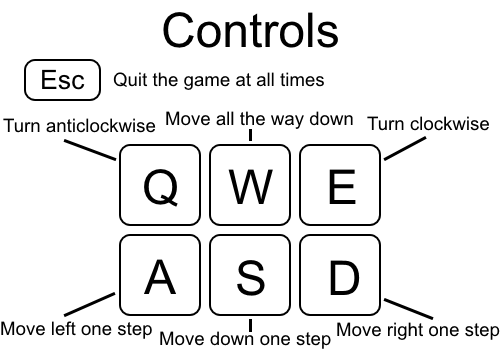 Controls
Esc Quit the game at all times
Turn anticlockwise Move all the way down Turn clockwise
Q W E
A S D
Move left one step Move down one step Move right one step